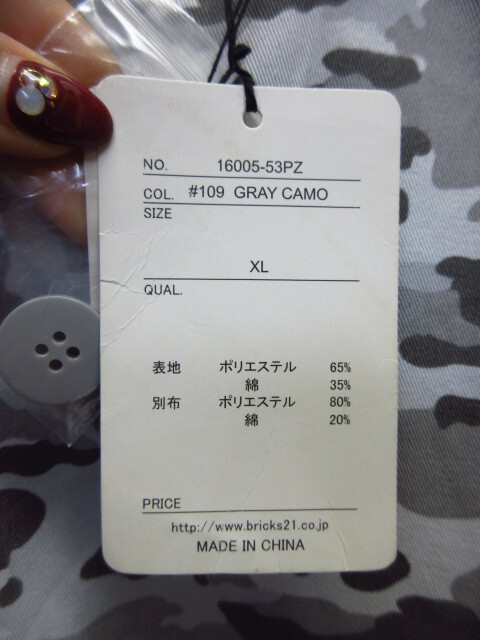 NO. 16005-53PZ
COL. #109 GRAY CAMO
SIZE
XL
QUAL.
表地 ポリエステル 65%
綿 35%
別布 ポリエステル 80%
綿 20%
PRICE
http://www.bricks21.co.jp
MADE IN CHINA